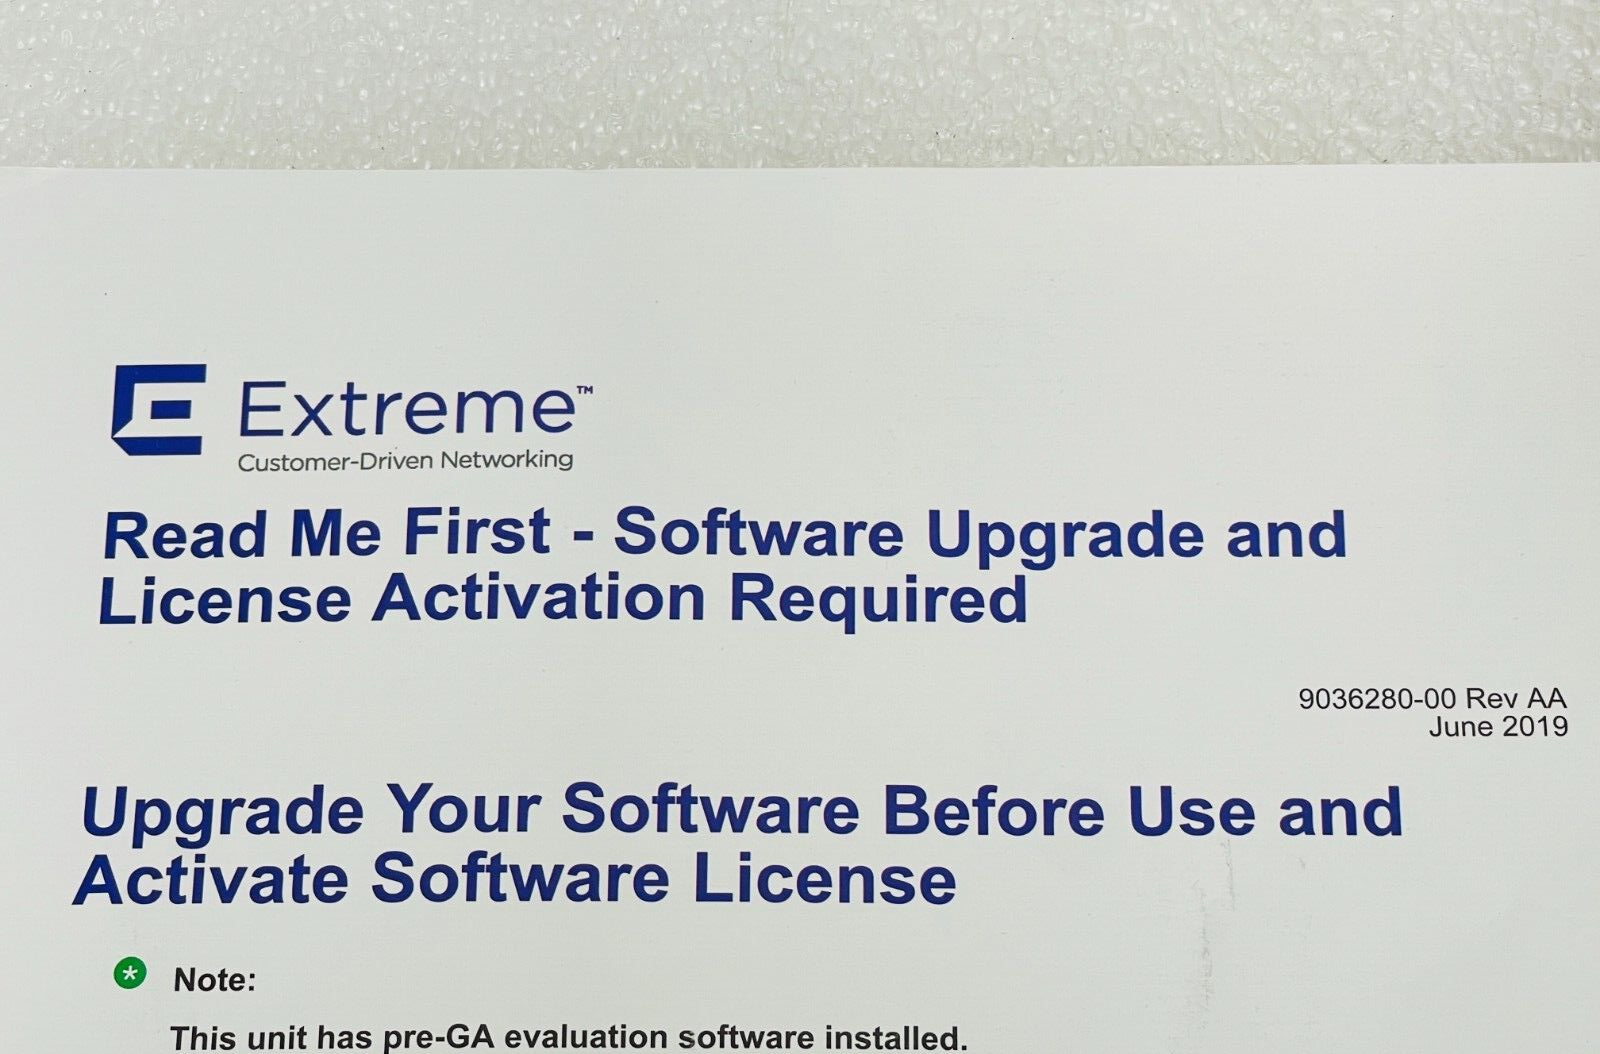 Extreme™
Customer-Driven Networking
Read Me First - Software Upgrade and
License Activation Required
9036280-00 Rev AA
June 2019
Upgrade Your Software Before Use and
Activate Software License
* Note:
This unit has pre-GA evaluation software installed.